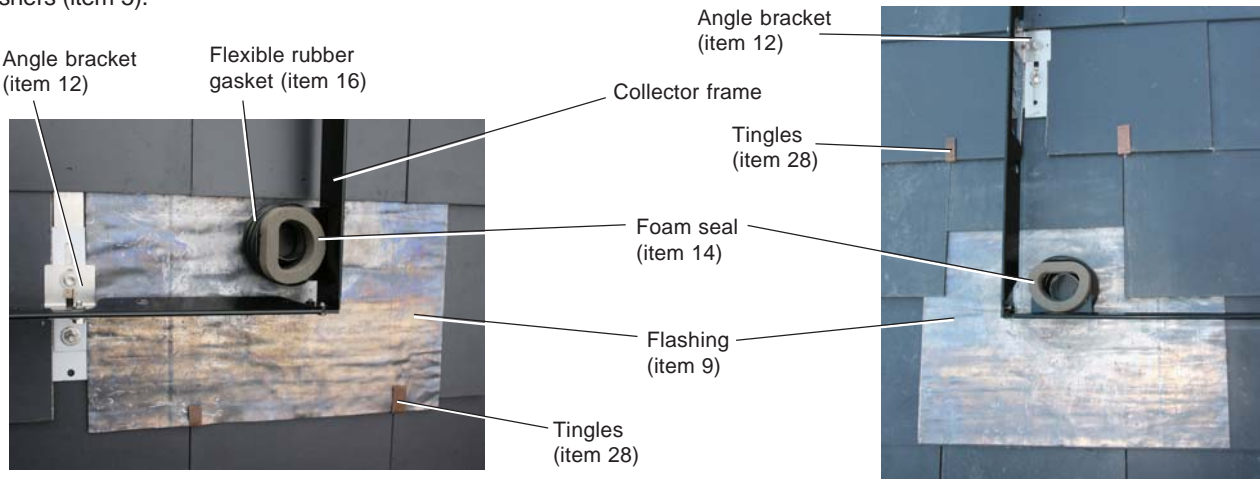 (item 5).
Angle bracket
(item 12)
Flexible rubber
gasket (item 16)
Collector frame
Angle bracket
(item 12)
Tingles
(item 28)
Foam seal
(item 14)
Flashing
(item 9)
Tingles
(item 28)